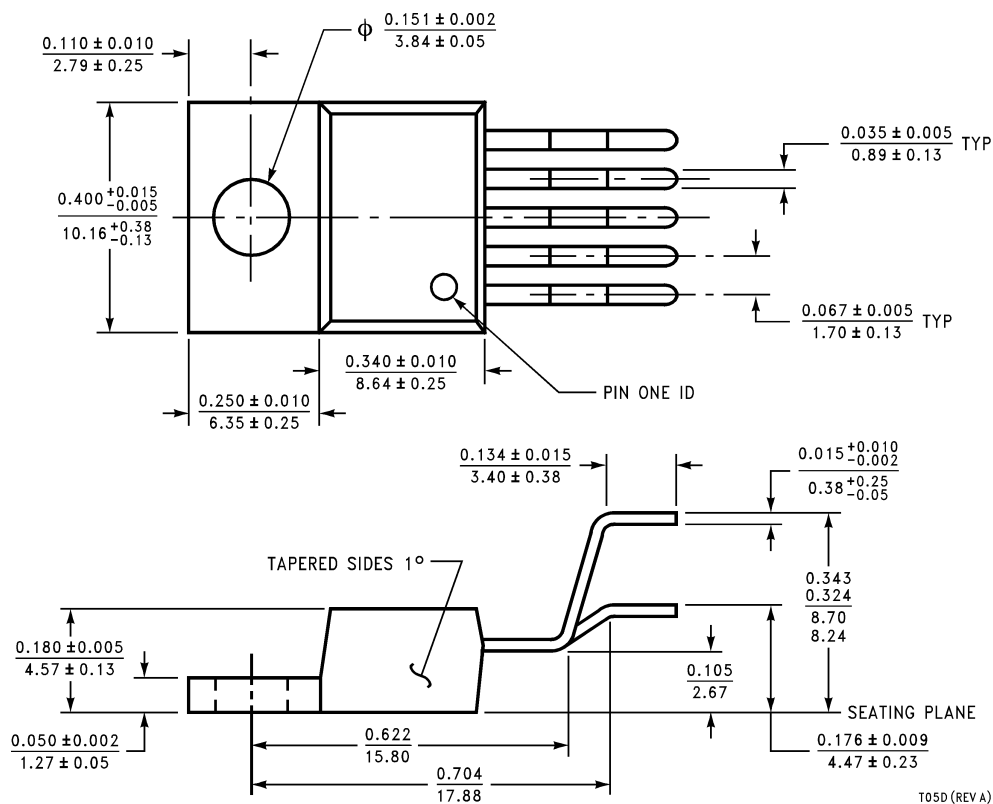 ϕ 0.151 ± 0.002
3.84 ± 0.05
0.110 ± 0.010
2.79 ± 0.25
0.035 ± 0.005 TYP
0.89 ± 0.13
0.400 +0.015 -0.005
10.16 +0.38 -0.13
0.067 ± 0.005 TYP
1.70 ± 0.13
0.340 ± 0.010
8.64 ± 0.25
PIN ONE ID
0.250 ± 0.010
6.35 ± 0.25
0.134 ± 0.015
3.40 ± 0.38
0.015 +0.010 -0.002
0.38 +0.25 -0.05
TAPERED SIDES 1°
0.343
0.324
8.70
8.24
0.180 ± 0.005
4.57 ± 0.13
0.105
2.67
SEATING PLANE
0.050 ± 0.002
1.27 ± 0.05
0.622
15.80
0.176 ± 0.009
4.47 ± 0.23
0.704
17.88
T05D (REV A)